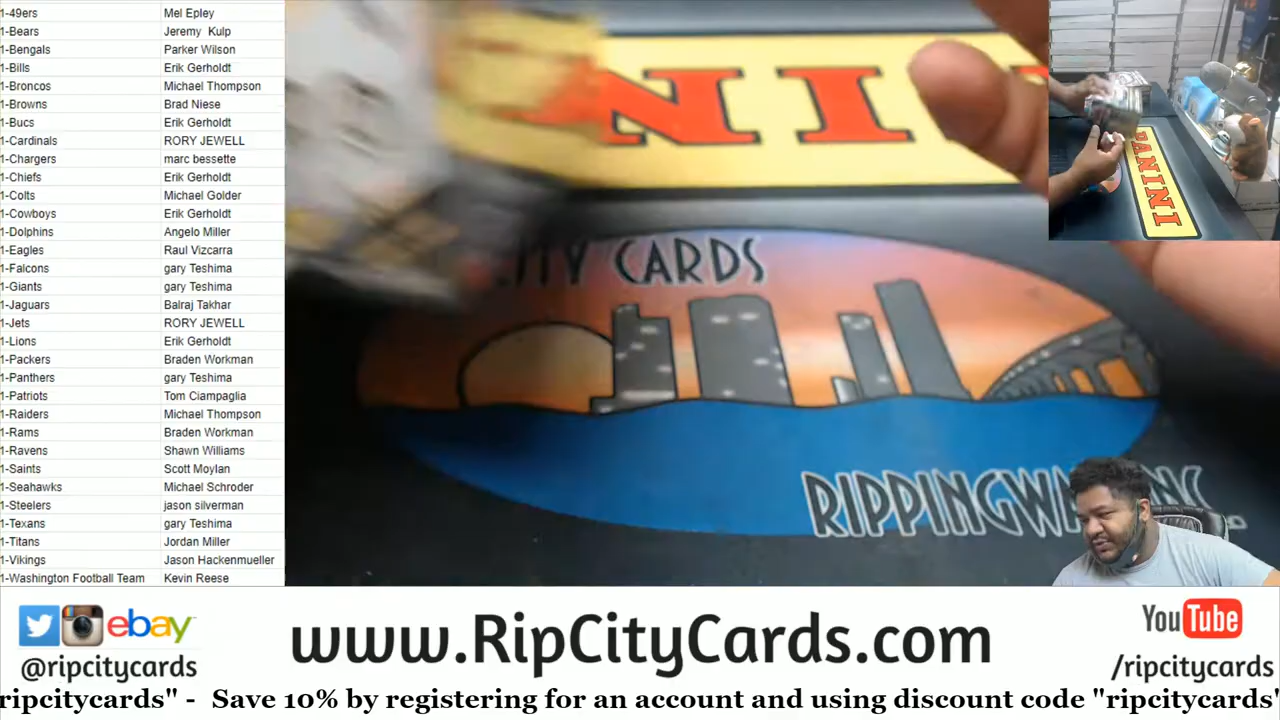 1-49ers Mel Epley
1-Bears Jeremy Kulp
1-Bengals Parker Wilson
1-Bills Erik Gerholdt
1-Broncos Michael Thompson
1-Browns Brad Niese
1-Bucs Erik Gerholdt
1-Cardinals RORY JEWELL
1-Chargers marc bessette
1-Chiefs Erik Gerholdt
1-Colts Michael Golder
1-Cowboys Erik Gerholdt
1-Dolphins Angelo Miller
1-Eagles Raul Vizcarra
1-Falcons gary Teshima
1-Giants gary Teshima
1-Jaguars Balraj Takhar
1-Jets RORY JEWELL
1-Lions Erik Gerholdt
1-Packers Braden Workman
1-Panthers gary Teshima
1-Patriots Tom Ciampaglia
1-Raiders Michael Thompson
1-Rams Braden Workman
1-Ravens Shawn Williams
1-Saints Scott Moylan
1-Seahawks Michael Schroder
1-Steelers jason silverman
1-Texans gary Teshima
1-Titans Jordan Miller
1-Vikings Jason Hackenmueller
1-Washington Football Team Kevin Reese
NI
PANINI
CITY CARDS
RIPPINGWA
ebay
@ripcitycards
www.RipCityCards.com
YouTube
/ripcitycards
ripcitycards" - Save 10% by registering for an account and using discount code "ripcitycards"